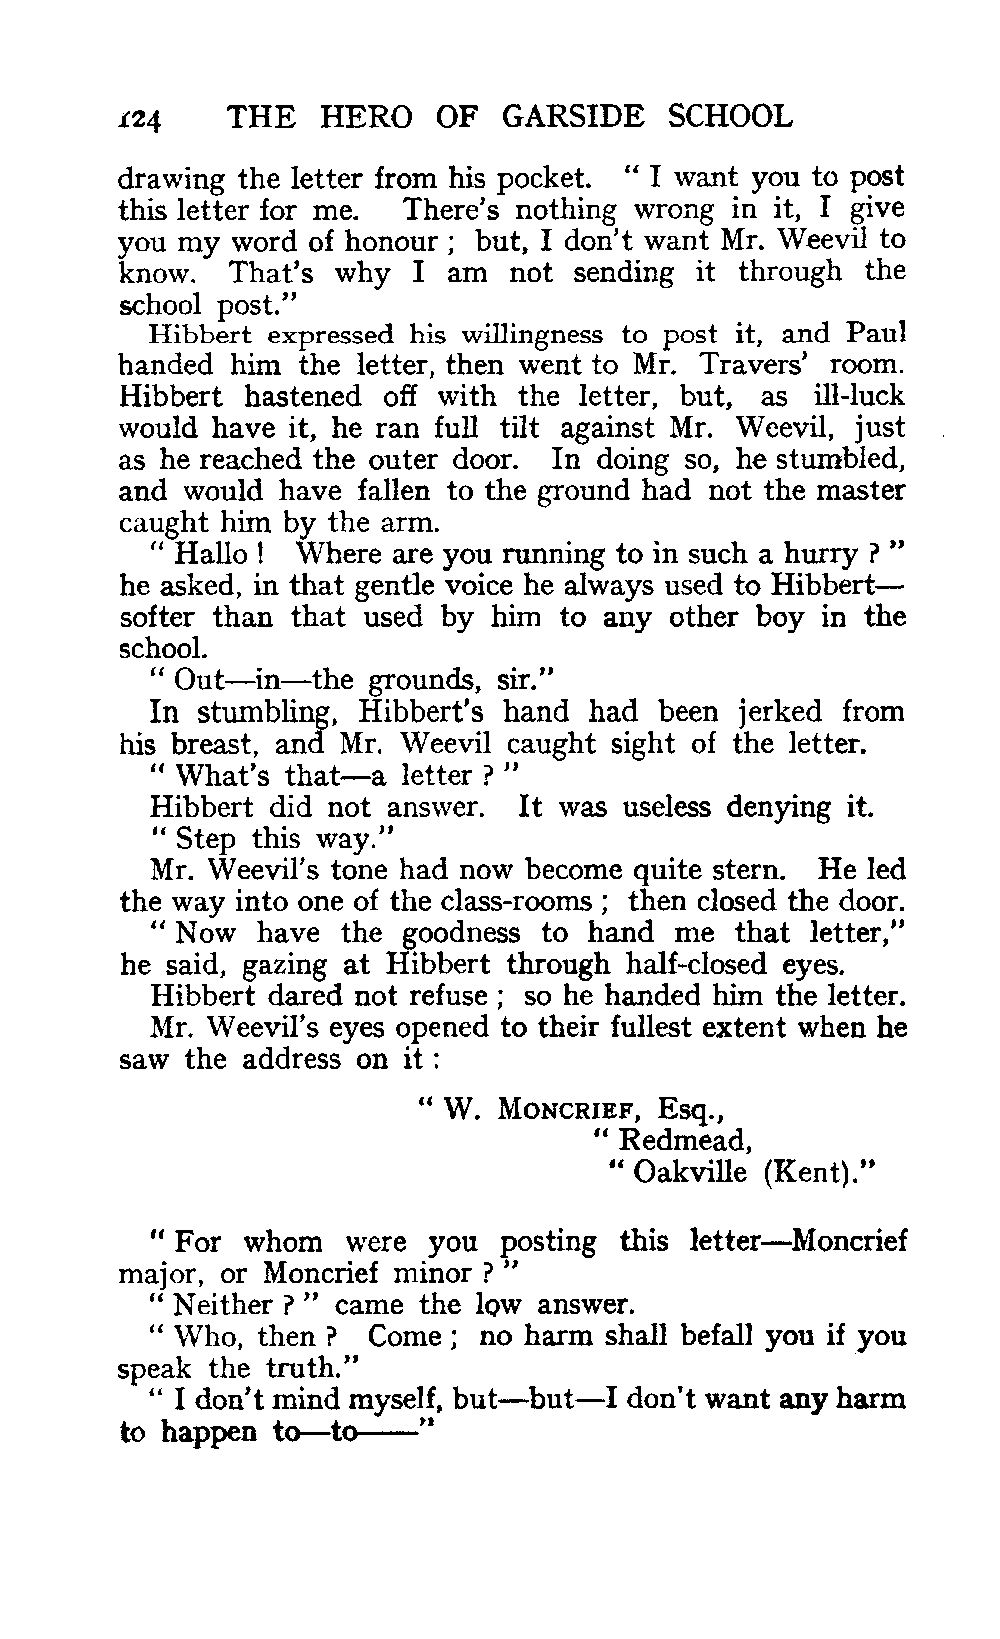 124 THE HERO OF GARSIDE SCHOOL
drawing the letter from his pocket. " I want you to post
this letter for me. There's nothing wrong in it, I give
you my word of honour ; but, I don't want Mr. Weevil to
know. That's why I am not sending it through the
school post."
Hibbert expressed his willingness to post it, and Paul
handed him the letter, then went to Mr. Travers' room.
Hibbert hastened off with the letter, but, as ill-luck
would have it, he ran full tilt against Mr. Weevil, just
as he reached the outer door. In doing so, he stumbled,
and would have fallen to the ground had not the master
caught him by the arm.
" Hallo ! Where are you running to in such a hurry ? "
he asked, in that gentle voice he always used to Hibbert—
softer than that used by him to any other boy in the
school.
" Out—in—the grounds, sir."
In stumbling, Hibbert's hand had been jerked from
his breast, and Mr. Weevil caught sight of the letter.
" What's that—a letter ? "
Hibbert did not answer. It was useless denying it.
" Step this way."
Mr. Weevil's tone had now become quite stern. He led
the way into one of the class-rooms ; then closed the door.
" Now have the goodness to hand me that letter,"
he said, gazing at Hibbert through half-closed eyes.
Hibbert dared not refuse ; so he handed him the letter.
Mr. Weevil's eyes opened to their fullest extent when he
saw the address on it :
" W. MONCRIEF, Esq.,
" Redmead,
" Oakville (Kent)."
" For whom were you posting this letter—Moncrief
major, or Moncrief minor ? "
" Neither ? " came the low answer.
" Who, then ? Come ; no harm shall befall you if you
speak the truth."
" I don't mind myself, but—but—I don't want any harm
to happen to—to——"